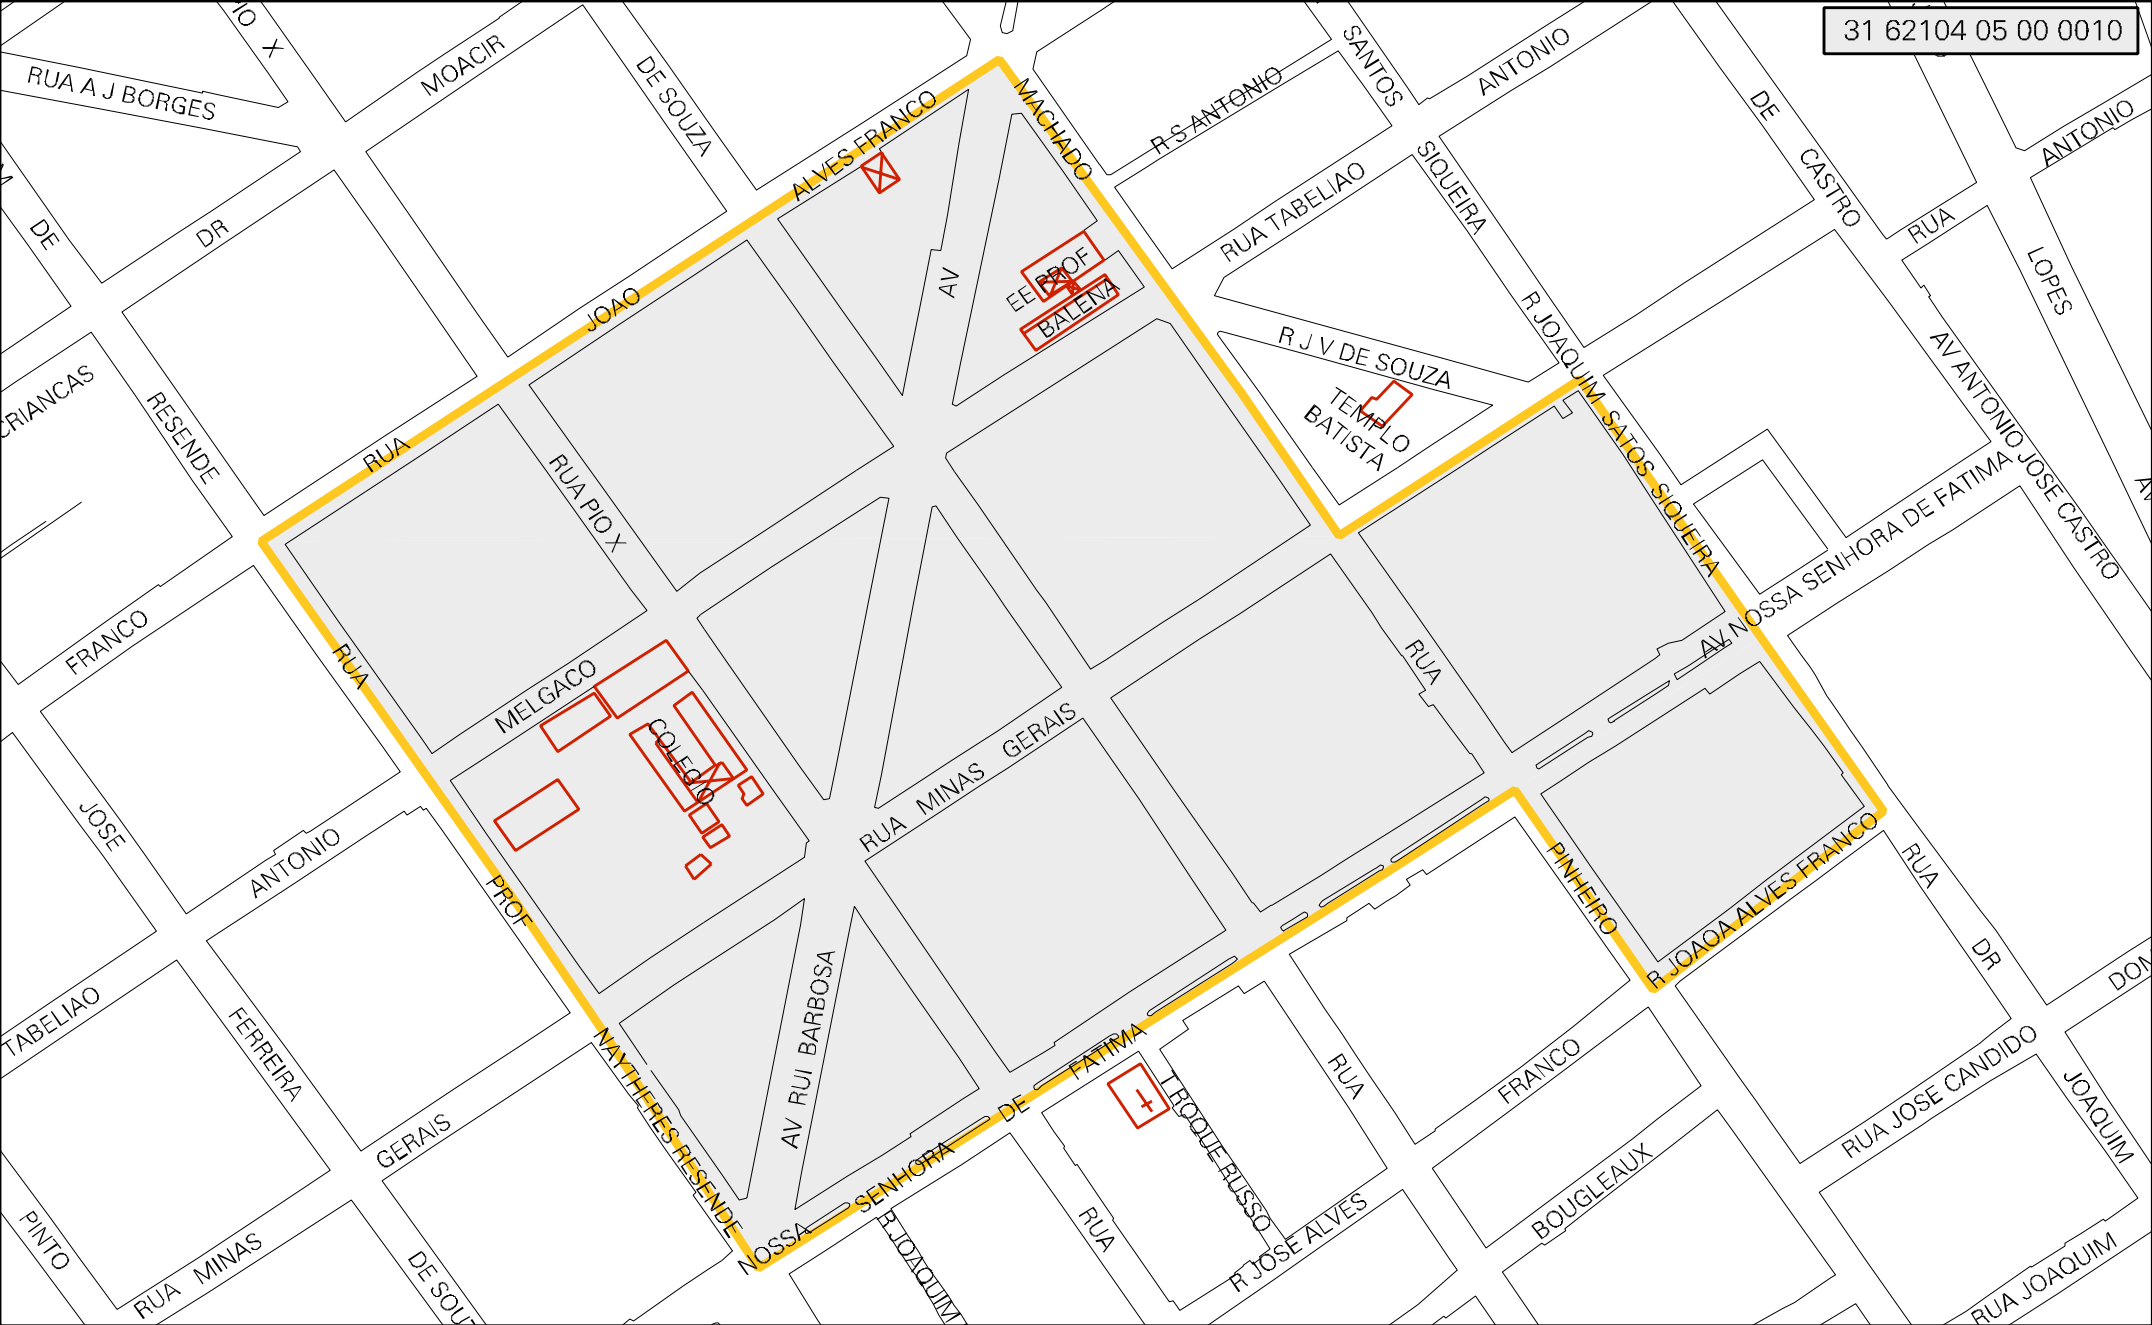 31 62104 05 00 0010
IO X
MOACIR
DE SOUZA
SANTOS
ANTONIO
DE
RUA A J BORGES
ALVES FRANCO
MACHADO
R S ANTONIO
CASTRO
ANTONIO
DE
DR
RUA TABELIAO
SIQUEIRA
RUA
LOPES
JOAO
AV
EE PROF
BALENA
R J V DE SOUZA
R JOAQUIM SATOS SIQUEIRA
AV ANTONIO JOSE CASTRO
CRIANCAS
RESENDE
RUA
RUA PIO X
TEMPLO
BATISTA
AV NOSSA SENHORA DE FATIMA
FRANCO
RUA
MELGACO
COLEGIO
RUA
RUA MINAS GERAIS
JOSE
ANTONIO
PROF
PINHEIRO
R JOAOA ALVES FRANCO
RUA
DR
DON
TABELIAO
FERREIRA
NAYTHERES RESENDE
AV RUI BARBOSA
NOSSA SENHORA DE FATIMA
T ROQUE RUSSO
RUA
FRANCO
RUA JOSE CANDIDO
JOAQUIM
GERAIS
PINTO
RUA MINAS
DE SOUZ
R JOAQUIM
RUA
R JOSE ALVES
BOUGLEAUX
RUA JOAQUIM